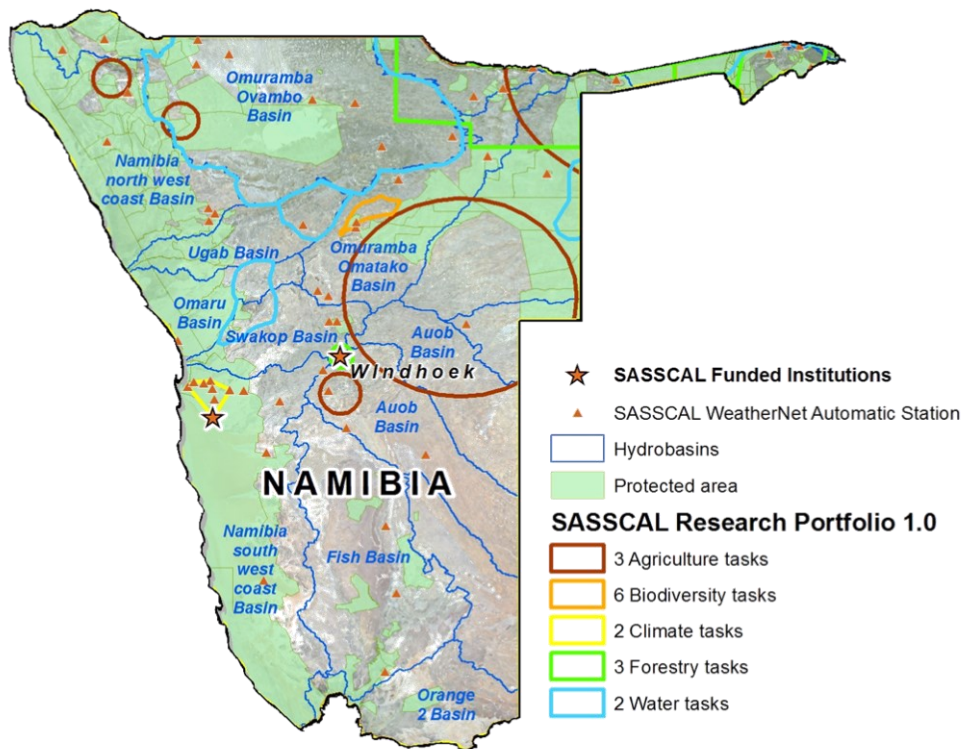 Omuramba
Ovambo
Basin
Namibia
north west
coast Basin
Ugab Basin
Omuramba
Omatako
Basin
Omaru
Basin
Swakop Basin
Auob
Basin
Windhoek
Auob
Basin
NAMIBIA
Namibia
south
west
coast
Basin
Fish Basin
Orange
2 Basin
SASSCAL Funded Institutions
SASSCAL WeatherNet Automatic Station
Hydrobasins
Protected area
SASSCAL Research Portfolio 1.0
3 Agriculture tasks
6 Biodiversity tasks
2 Climate tasks
3 Forestry tasks
2 Water tasks